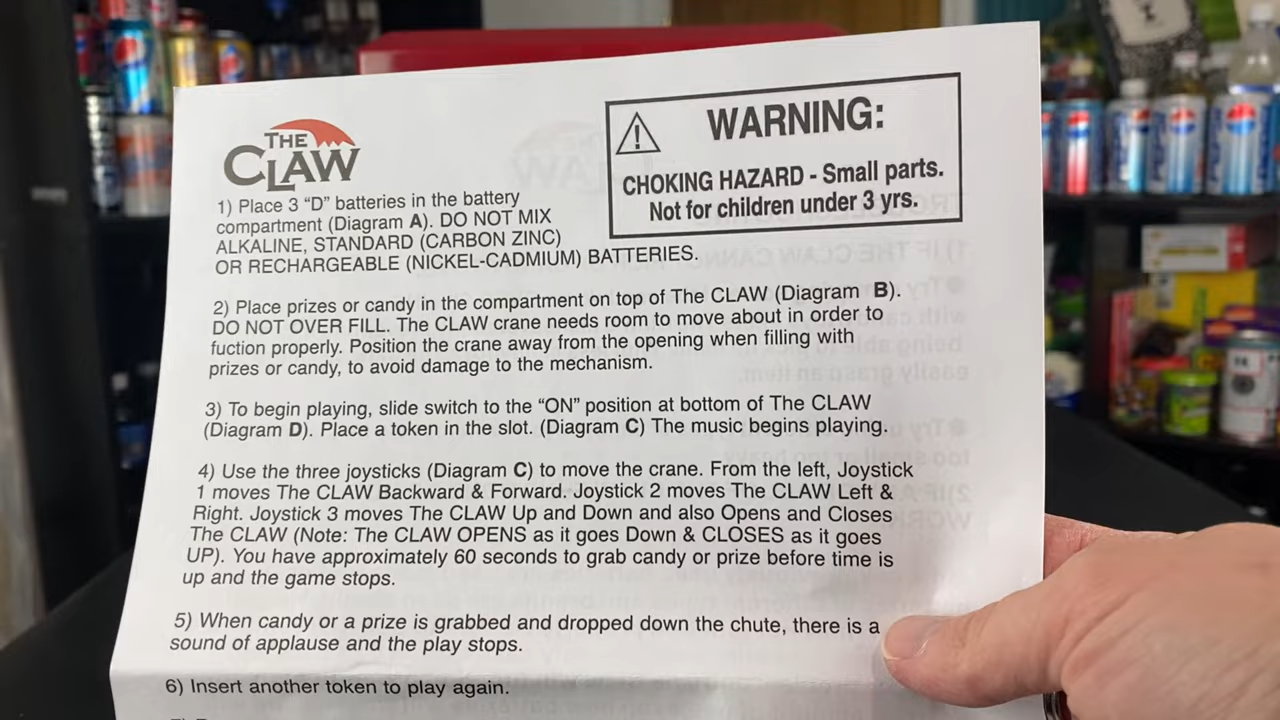 THE
CLAW
WARNING:
CHOKING HAZARD - Small parts.
Not for children under 3 yrs.
1) Place 3 “D” batteries in the battery
compartment (Diagram A). DO NOT MIX
ALKALINE, STANDARD (CARBON ZINC)
OR RECHARGEABLE (NICKEL-CADMIUM) BATTERIES.
2) Place prizes or candy in the compartment on top of The CLAW (Diagram B).
DO NOT OVER FILL. The CLAW crane needs room to move about in order to
fuction properly. Position the crane away from the opening when filling with
prizes or candy, to avoid damage to the mechanism.
3) To begin playing, slide switch to the “ON” position at bottom of The CLAW
(Diagram D). Place a token in the slot. (Diagram C) The music begins playing.
4) Use the three joysticks (Diagram C) to move the crane. From the left, Joystick
1 moves The CLAW Backward & Forward. Joystick 2 moves The CLAW Left &
Right. Joystick 3 moves The CLAW Up and Down and also Opens and Closes
The CLAW (Note: The CLAW OPENS as it goes Down & CLOSES as it goes
UP). You have approximately 60 seconds to grab candy or prize before time is
up and the game stops.
5) When candy or a prize is grabbed and dropped down the chute, there is a
sound of applause and the play stops.
6) Insert another token to play again.